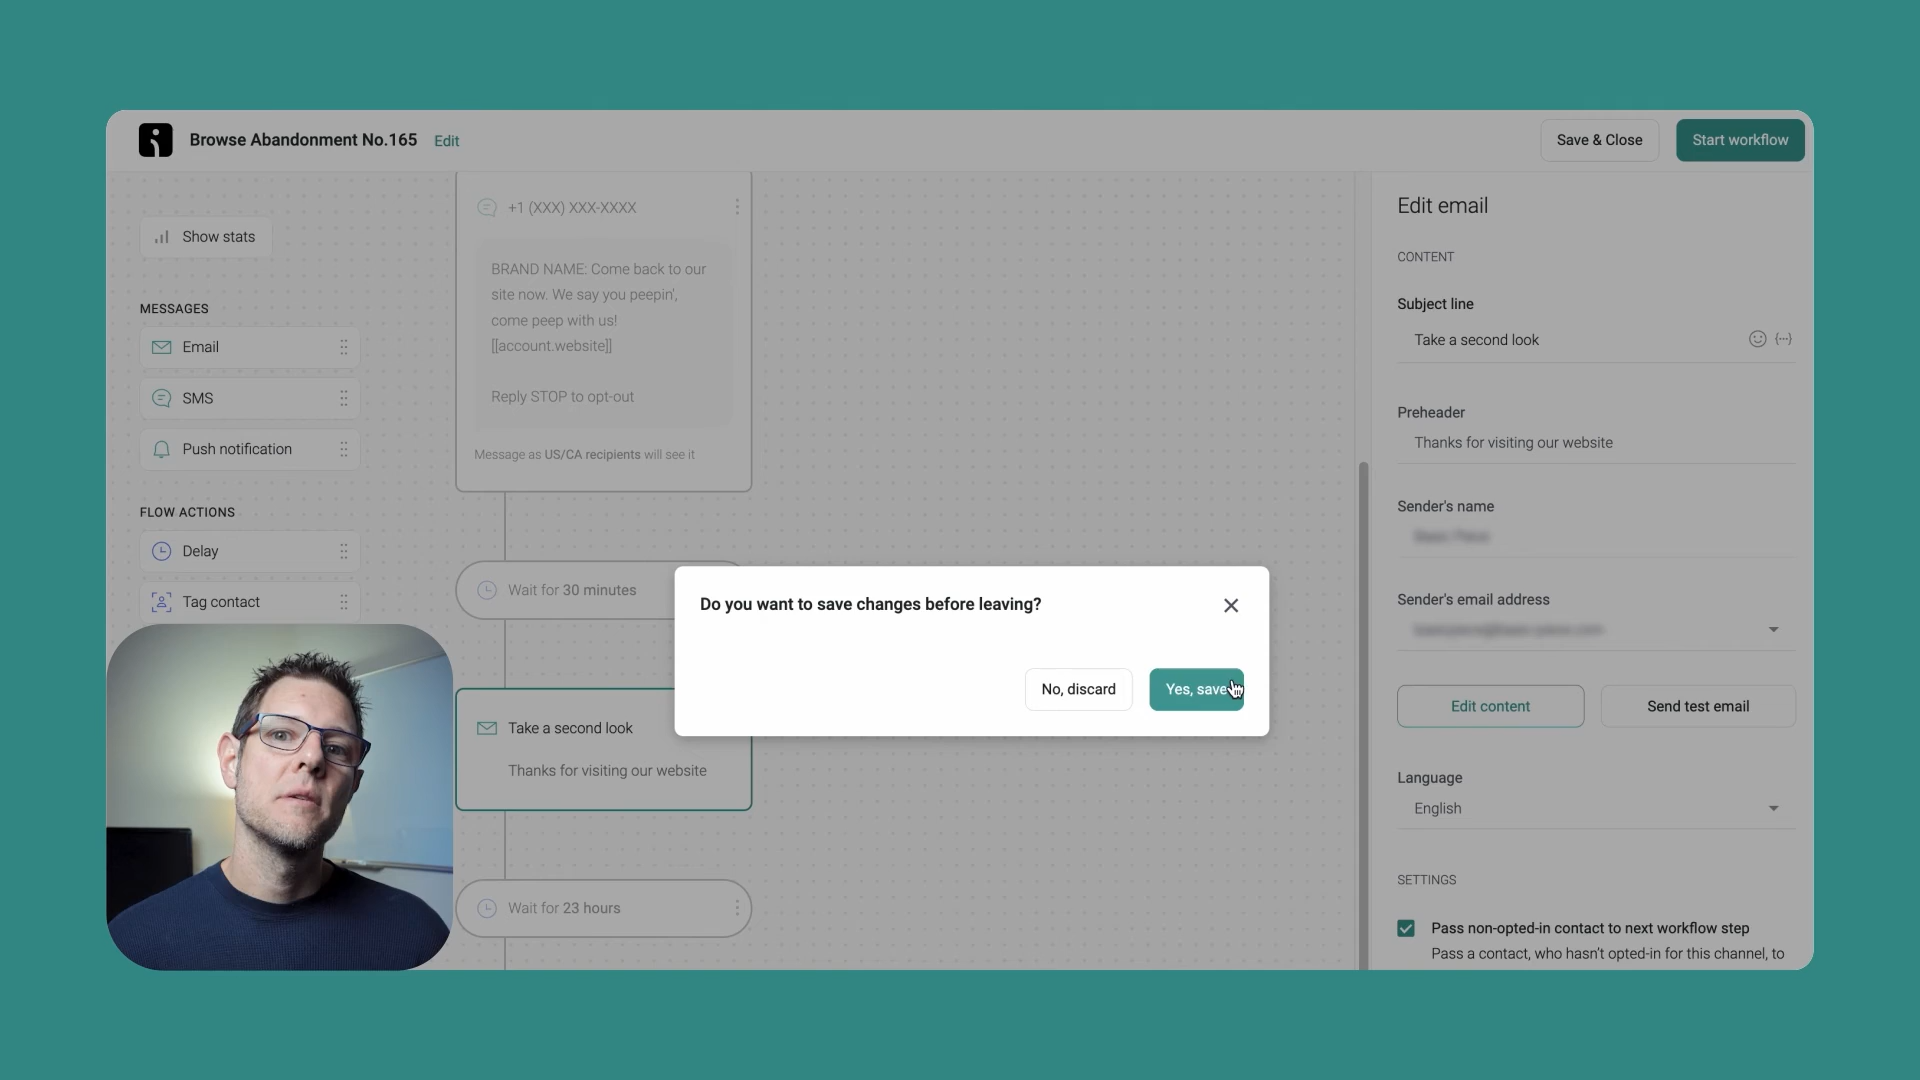 Browse Abandonment No.165 Edit
Save & Close
Start workflow
Show stats
MESSAGES
Email
SMS
Push notification
FLOW ACTIONS
Delay
Tag contact
+1 (XXX) XXX-XXXX
BRAND NAME: Come back to our
site now. We say you peepin',
come peep with us!
[[account.website]]
Reply STOP to opt-out
Message as US/CA recipients will see it
Wait for 30 minutes
Take a second look
Thanks for visiting our website
Wait for 23 hours
Do you want to save changes before leaving?
No, discard
Yes, save
Edit email
CONTENT
Subject line
Take a second look
Preheader
Thanks for visiting our website
Sender's name
Sender's email address
Edit content
Send test email
Language
English
SETTINGS
Pass non-opted-in contact to next workflow step
Pass a contact, who hasn't opted-in for this channel, to